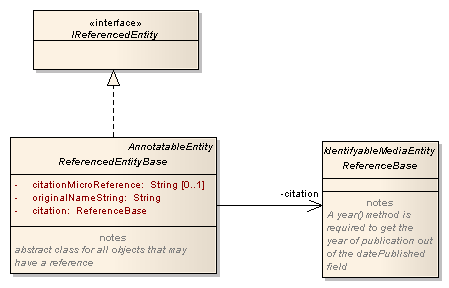 «interface»
IReferencedEntity
AnnotatableEntity
ReferencedEntityBase
- citationMicroReference: String [0..1]
- originalNameString: String
- citation: ReferenceBase
notes
abstract class for all objects that may
have a reference
-citation
IdentifyableMediaEntity
ReferenceBase
notes
A year() method is
required to get the
year of publication out
of the datePublished
field